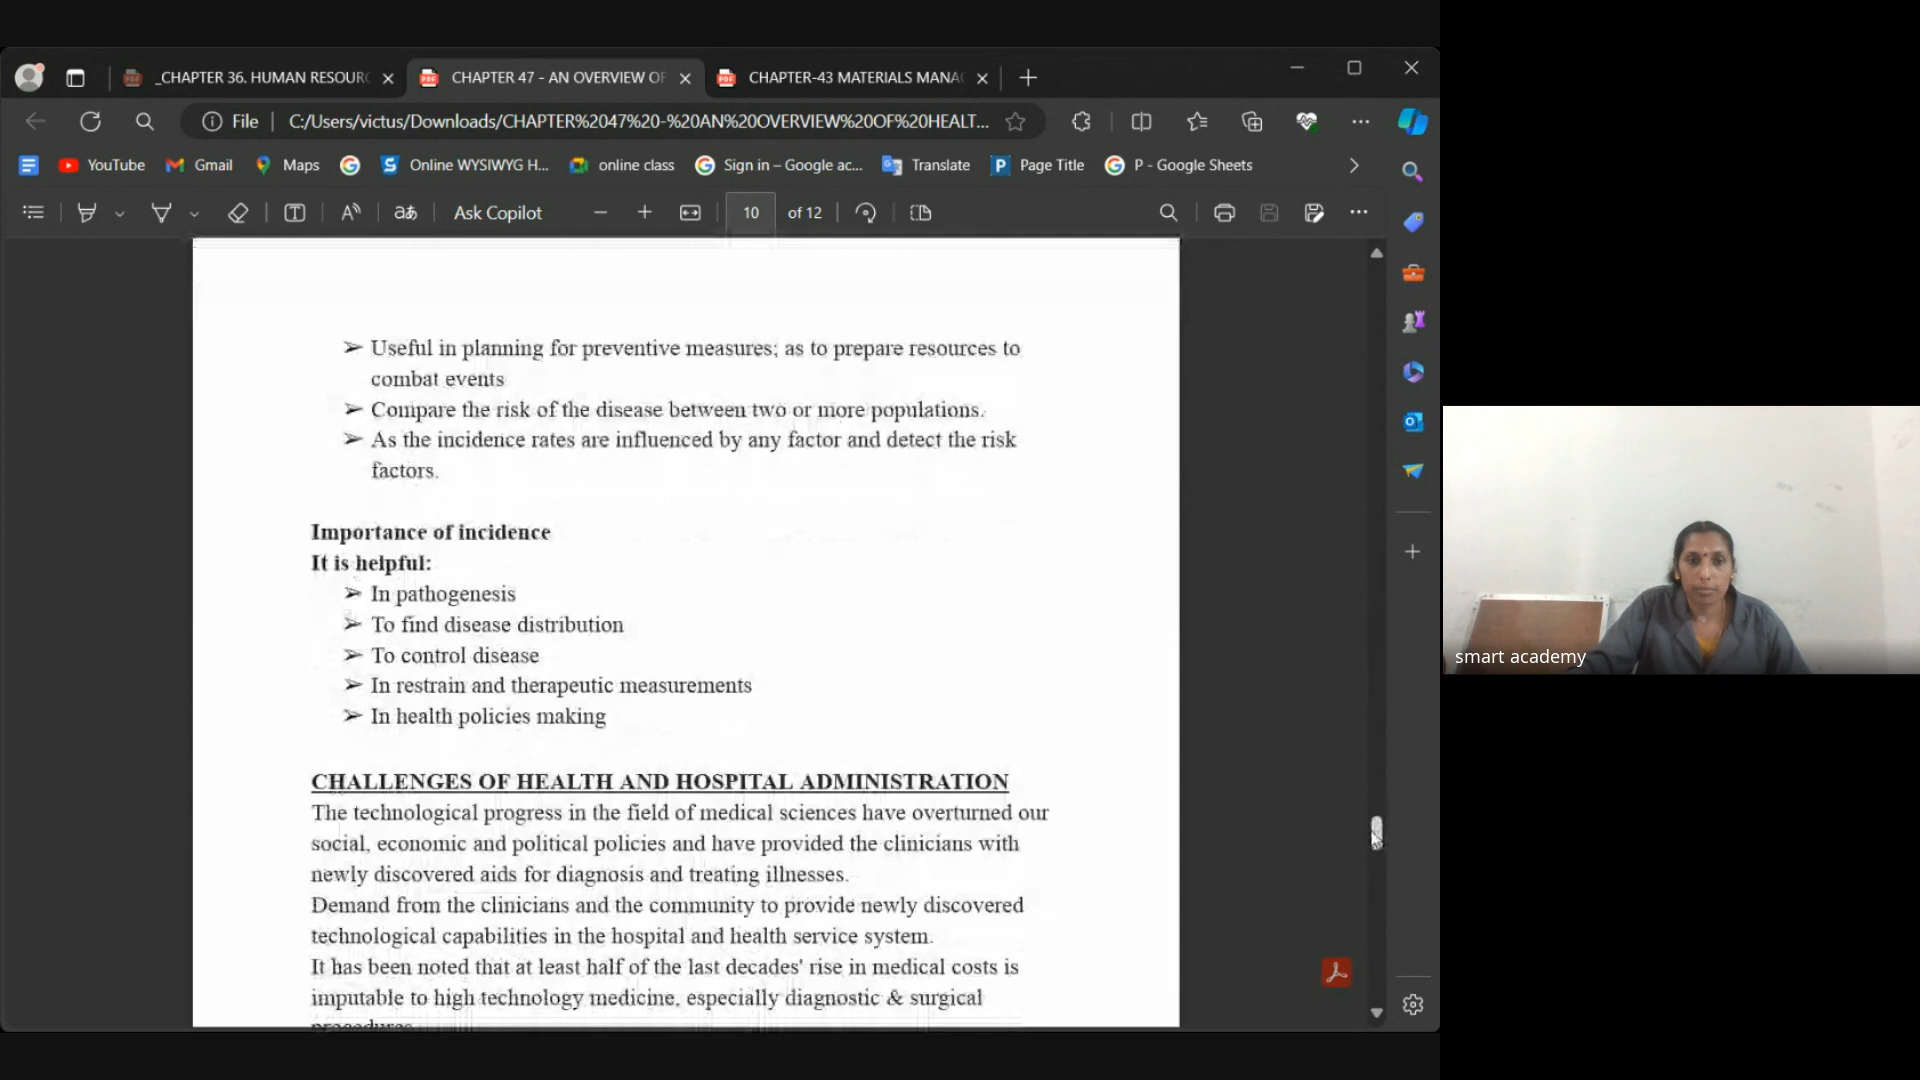 _CHAPTER 36. HUMAN RESOUR
CHAPTER 47 - AN OVERVIEW OF
CHAPTER-43 MATERIALS MANA
File
C:/Users/victus/Downloads/CHAPTER%2047%20-%20AN%20OVERVIEW%20OF%20HEALT...
YouTube
Gmail
Maps
Online WYSIWYG H...
online class
Sign in – Google ac...
Translate
Page Title
P - Google Sheets
Ask Copilot
10 of 12
➢ Useful in planning for preventive measures; as to prepare resources to
combat events
➢ Compare the risk of the disease between two or more populations.
➢ As the incidence rates are influenced by any factor and detect the risk
factors.
Importance of incidence
It is helpful:
➢ In pathogenesis
➢ To find disease distribution
➢ To control disease
➢ In restrain and therapeutic measurements
➢ In health policies making
CHALLENGES OF HEALTH AND HOSPITAL ADMINISTRATION
The technological progress in the field of medical sciences have overturned our
social, economic and political policies and have provided the clinicians with
newly discovered aids for diagnosis and treating illnesses.
Demand from the clinicians and the community to provide newly discovered
technological capabilities in the hospital and health service system.
It has been noted that at least half of the last decades' rise in medical costs is
imputable to high technology medicine, especially diagnostic & surgical
smart academy